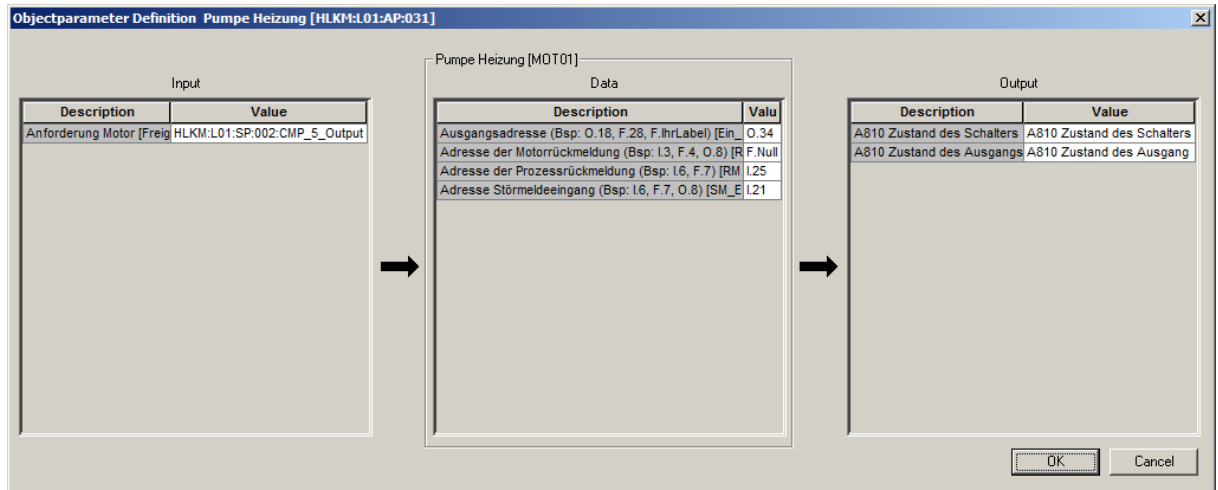 Objectparameter Definition Pumpe Heizung [HLKM:L01:AP:031]
Input
Description Value
Anforderung Motor [Freig HLKM:L01:SP:002:CMP_5_Output
Pumpe Heizung [MOT01]
Data
Description Valu
Ausgangsadresse (Bsp: O.18, F.28, F.IhrLabel) [Ein_ O.34
Adresse der Motorrückmeldung (Bsp: I.3, F.4, O.8) [R F.Null
Adresse der Prozessrückmeldung (Bsp: I.6, F.7) [RM I.25
Adresse Störmeldeeingang (Bsp: I.6, F.7, O.8) [SM_E I.21
Output
Description Value
A810 Zustand des Schalters A810 Zustand des Schalters
A810 Zustand des Ausgangs A810 Zustand des Ausgang
OK Cancel